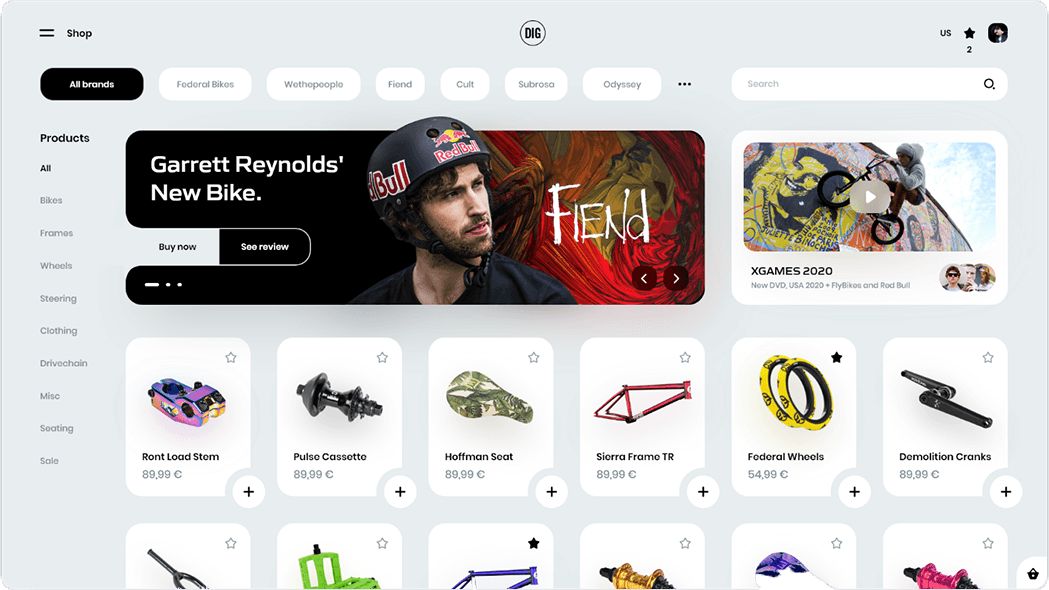 Shop
DIG
US
2
All brands
Federal Bikes
Wethepeople
Fiend
Cult
Subrosa
Odyssey
Search
Products
All
Bikes
Frames
Wheels
Steering
Clothing
Drivechain
Misc
Seating
Sale
Garrett Reynolds'
New Bike.
Buy now
See review
Red Bull
Red Bull
FIEND
XGAMES 2020
New DVD, USA 2020 + FlyBikes and Red Bull
Ront Load Stem
89,99 €
Pulse Cassette
89,99 €
Hoffman Seat
89,99 €
Sierra Frame TR
89,99 €
Federal Wheels
54,99 €
Demolition Cranks
89,99 €